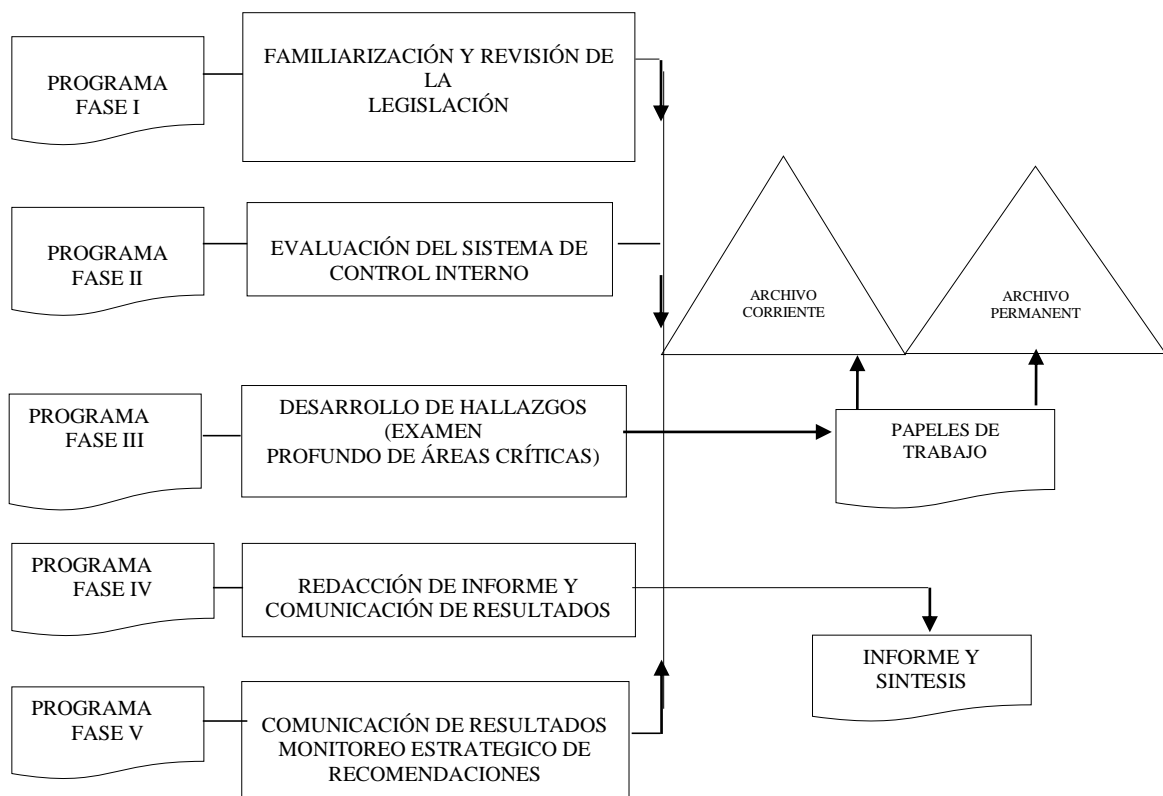 PROGRAMA
FASE I
FAMILIARIZACIÓN Y REVISIÓN DE
LA
LEGISLACIÓN
PROGRAMA
FASE II
EVALUACIÓN DEL SISTEMA DE
CONTROL INTERNO
ARCHIVO
CORRIENTE
ARCHIVO
PERMANENT
PROGRAMA
FASE III
DESARROLLO DE HALLAZGOS
(EXAMEN
PROFUNDO DE ÁREAS CRÍTICAS)
PAPELES DE
TRABAJO
PROGRAMA
FASE IV
REDACCIÓN DE INFORME Y
COMUNICACIÓN DE RESULTADOS
INFORME Y
SINTESIS
PROGRAMA
FASE V
COMUNICACIÓN DE RESULTADOS
MONITOREO ESTRATEGICO DE
RECOMENDACIONES